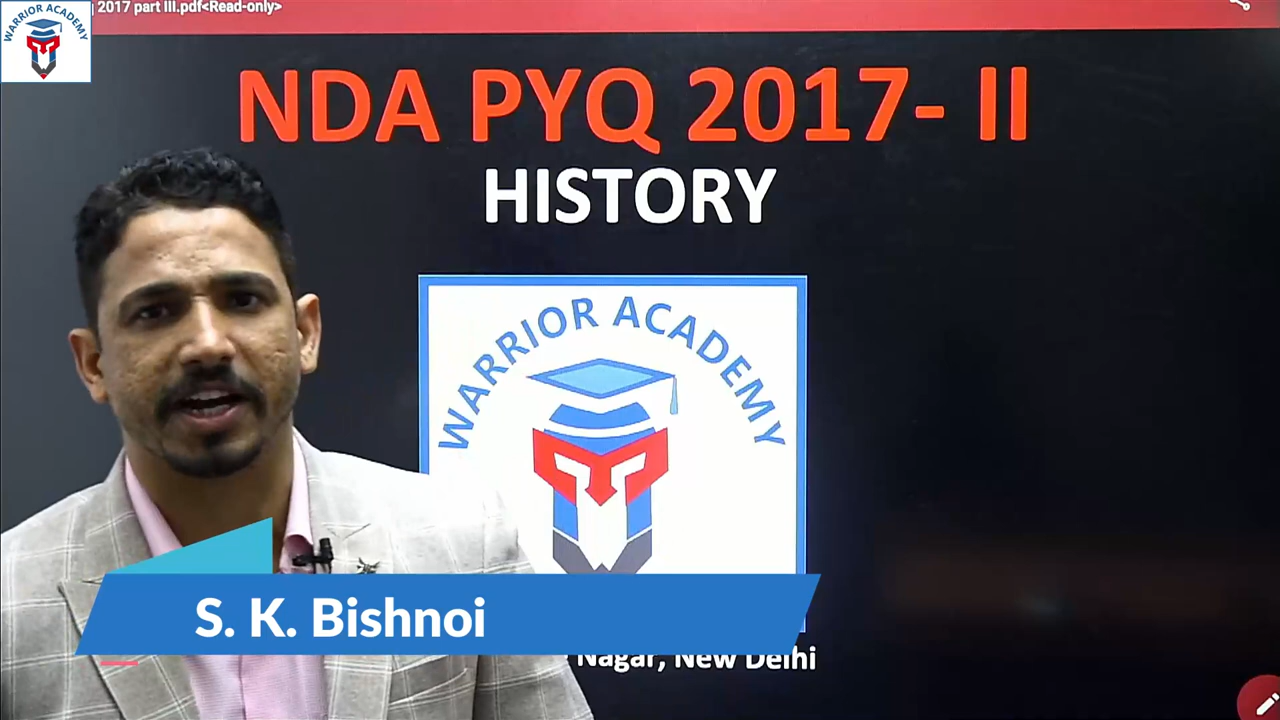 2017 part III.pdf<Read-only>
WARRIOR ACADEMY
NDA PYQ 2017- II
HISTORY
WARRIOR ACADEMY
S. K. Bishnoi
Nagar, New Delhi